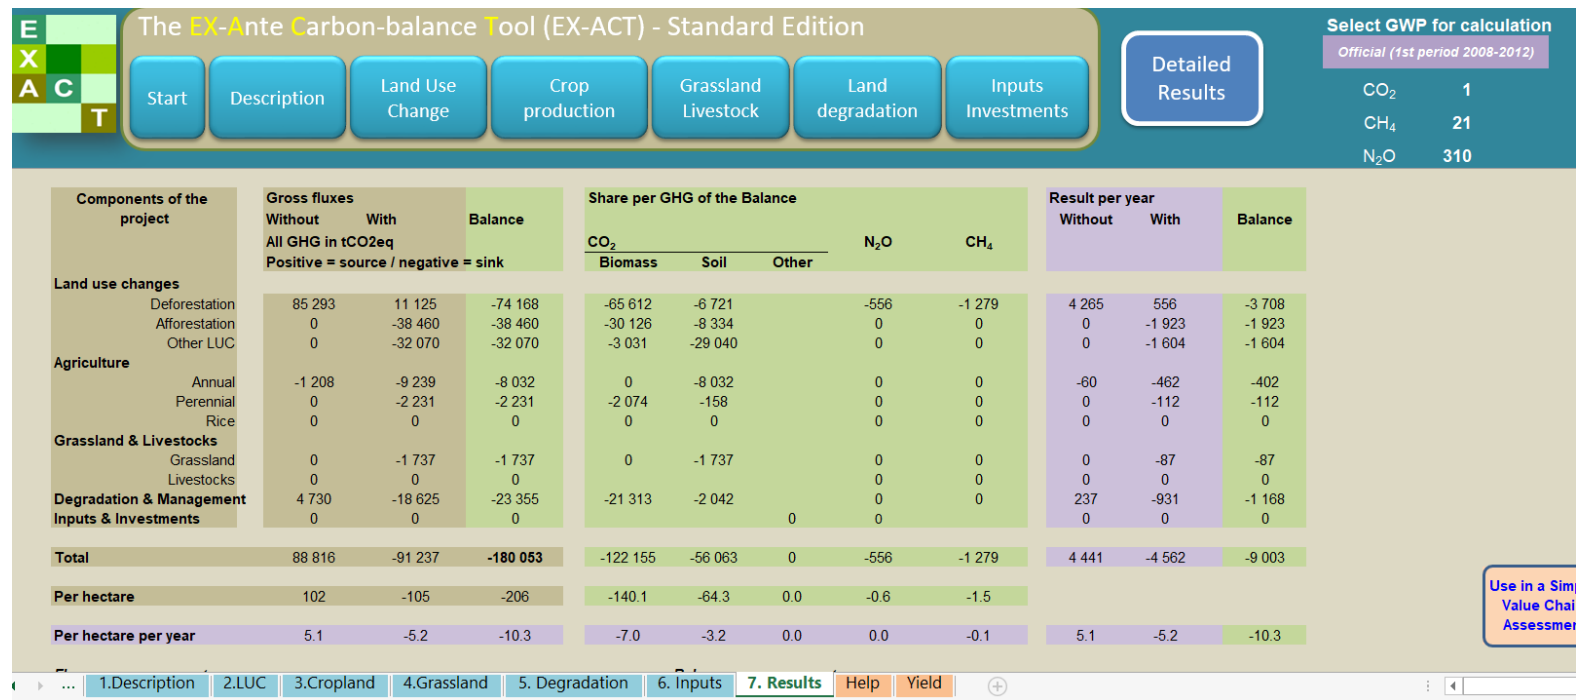 The EX-Ante Carbon-balance Tool (EX-ACT) - Standard Edition
E
X
A C
T
Start
Description
Land Use Change
Crop production
Grassland Livestock
Land degradation
Inputs Investments
Detailed Results
Select GWP for calculation
Official (1st period 2008-2012)
CO2 1
CH4 21
N2O 310
Components of the project
Gross fluxes Share per GHG of the Balance Result per year
Without With Balance Without With Balance
All GHG in tCO2eq CO2 N2O CH4
Positive = source / negative = sink Biomass Soil Other
Land use changes
Deforestation 85 293 11 125 -74 168 -65 612 -6 721 -556 -1 279 4 265 556 -3 708
Afforestation 0 -38 460 -38 460 -30 126 -8 334 0 0 0 -1 923 -1 923
Other LUC 0 -32 070 -32 070 -3 031 -29 040 0 0 0 -1 604 -1 604
Agriculture
Annual -1 208 -9 239 -8 032 0 -8 032 0 0 -60 -462 -402
Perennial 0 -2 231 -2 231 -2 074 -158 0 0 0 -112 -112
Rice 0 0 0 0 0 0 0 0 0 0
Grassland & Livestocks
Grassland 0 -1 737 -1 737 0 -1 737 0 0 0 -87 -87
Livestocks 0 0 0 0 0 0 0 0
Degradation & Management 4 730 -18 625 -23 355 -21 313 -2 042 0 0 237 -931 -1 168
Inputs & Investments 0 0 0 0 0 0 0 0
Total 88 816 -91 237 -180 053 -122 155 -56 063 0 -556 -1 279 4 441 -4 562 -9 003
Per hectare 102 -105 -206 -140.1 -64.3 0.0 -0.6 -1.5
Per hectare per year 5.1 -5.2 -10.3 -7.0 -3.2 0.0 0.0 -0.1 5.1 -5.2 -10.3
Use in a Sim
Value Chai
Assessmer
... 1.Description 2.LUC 3.Cropland 4.Grassland 5. Degradation 6. Inputs 7. Results Help Yield